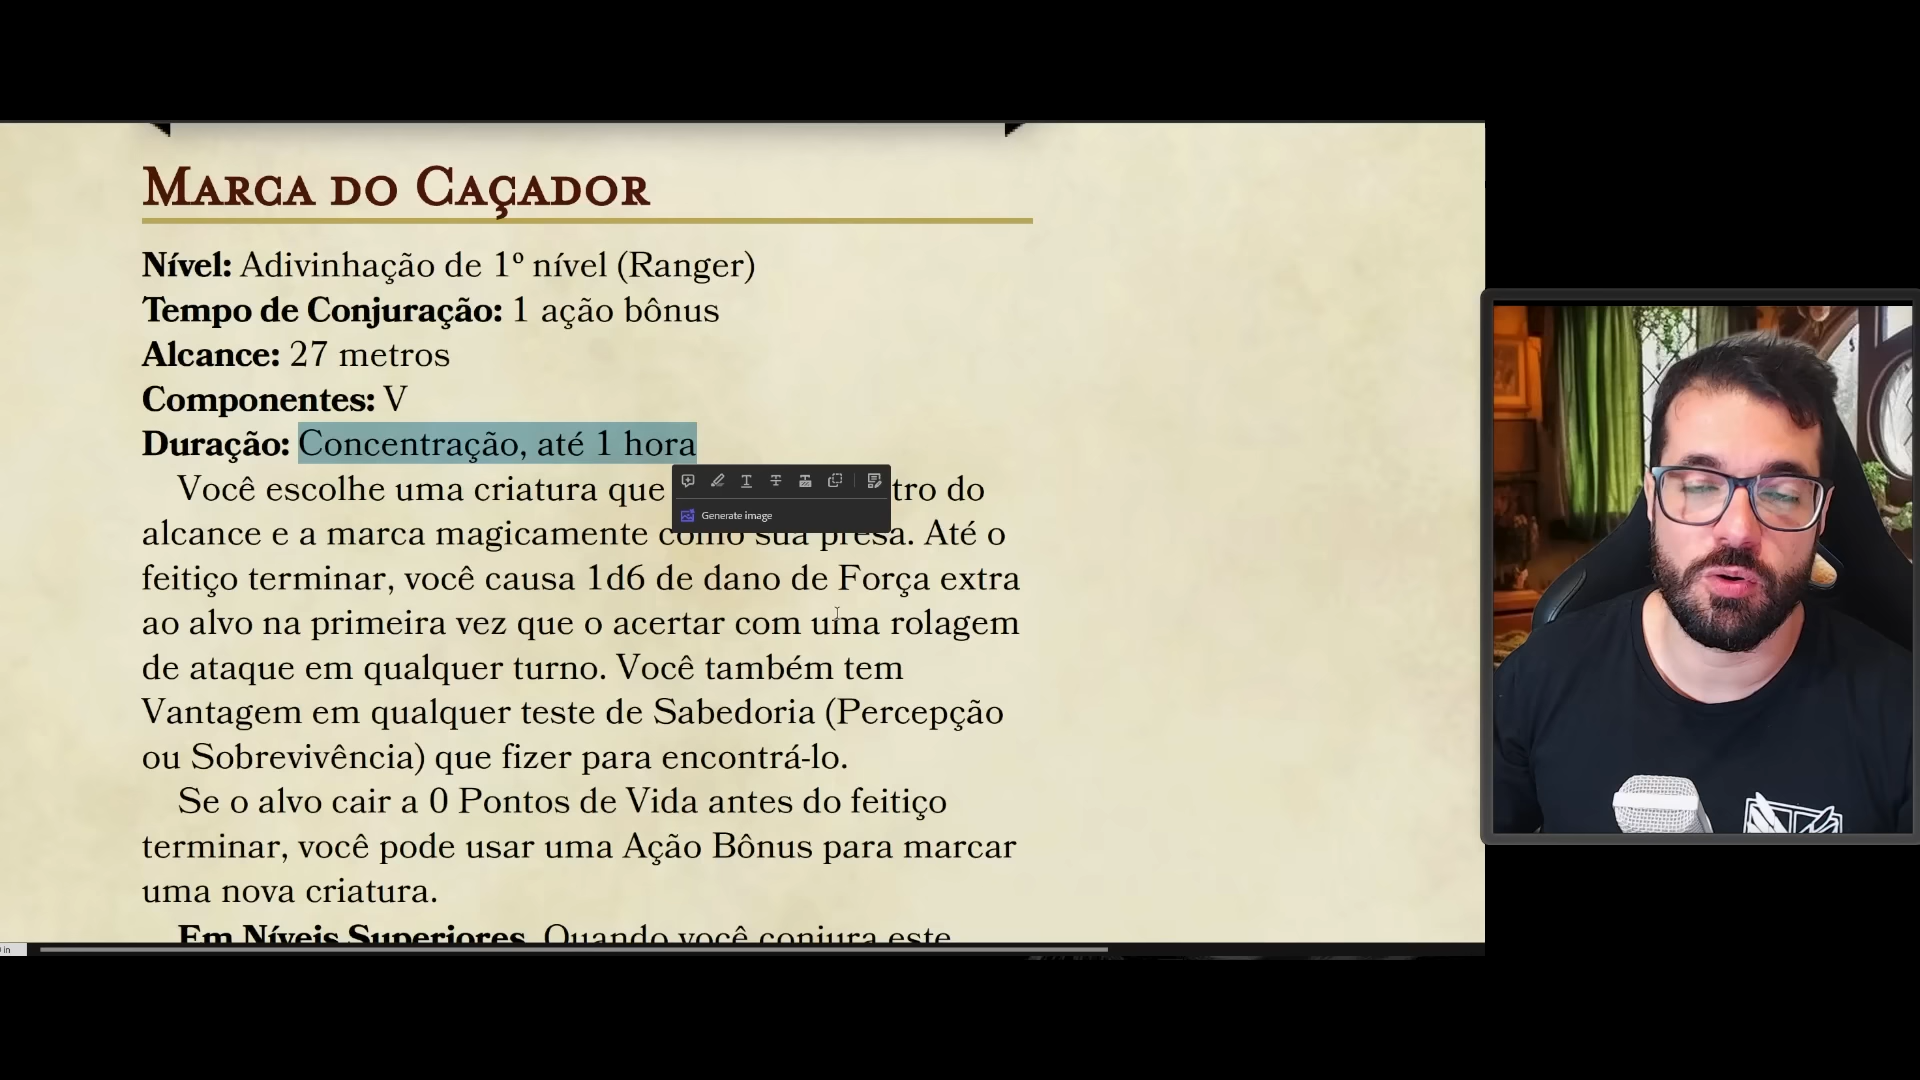 Marca do Caçador
Nível: Adivinhação de 1º nível (Ranger)
Tempo de Conjuração: 1 ação bônus
Alcance: 27 metros
Componentes: V
Duração: Concentração, até 1 hora
Você escolhe uma criatura que tro do
Generate image
alcance e a marca magicamente como sua presa. Até o
feitiço terminar, você causa 1d6 de dano de Força extra
ao alvo na primeira vez que o acertar com uma rolagem
de ataque em qualquer turno. Você também tem
Vantagem em qualquer teste de Sabedoria (Percepção
ou Sobrevivência) que fizer para encontrá-lo.
Se o alvo cair a 0 Pontos de Vida antes do feitiço
terminar, você pode usar uma Ação Bônus para marcar
uma nova criatura.
Em Níveis Superiores. Quando você conjura este
in